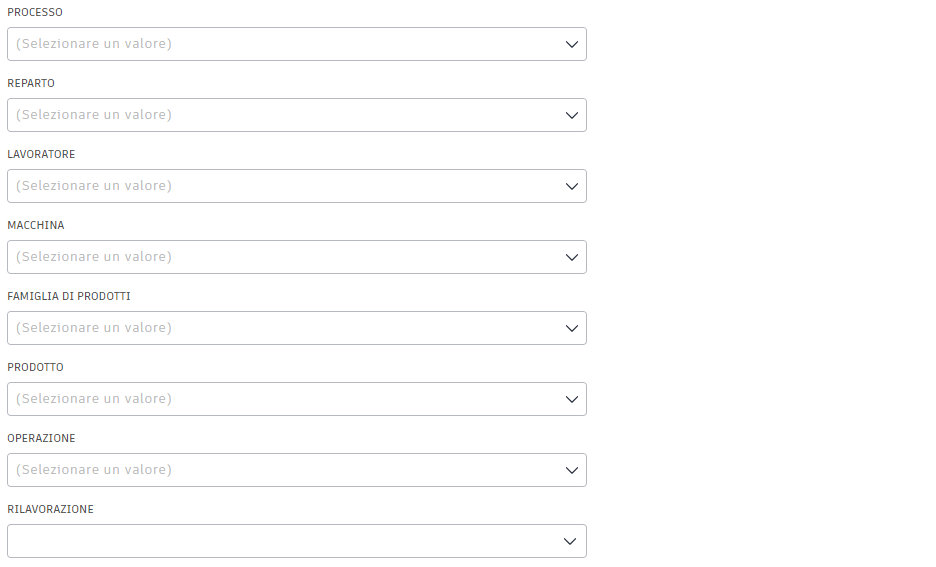 PROCESSO
(Selezionare un valore)
REPARTO
(Selezionare un valore)
LAVORATORE
(Selezionare un valore)
MACCHINA
(Selezionare un valore)
FAMIGLIA DI PRODOTTI
(Selezionare un valore)
PRODOTTO
(Selezionare un valore)
OPERAZIONE
(Selezionare un valore)
RILAVORAZIONE